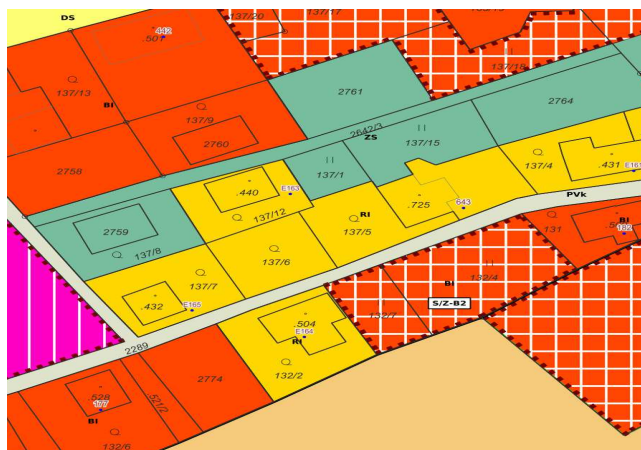 DS
442
.501
137/20
137/17
137/18
137/13
BI
137/9
2760
2761
2642/3
ZS
137/15
2764
2758
137/1
137/4
.431
E161
.440
E163
137/12
RI
137/5
.725
643
PVk
2759
137/8
137/6
131
BI
182
137/7
.432
E165
BI
132/4
S/Z-B2
132/7
.504
E164
RI
132/2
2289
2774
.528
177
521/2
BI
132/6